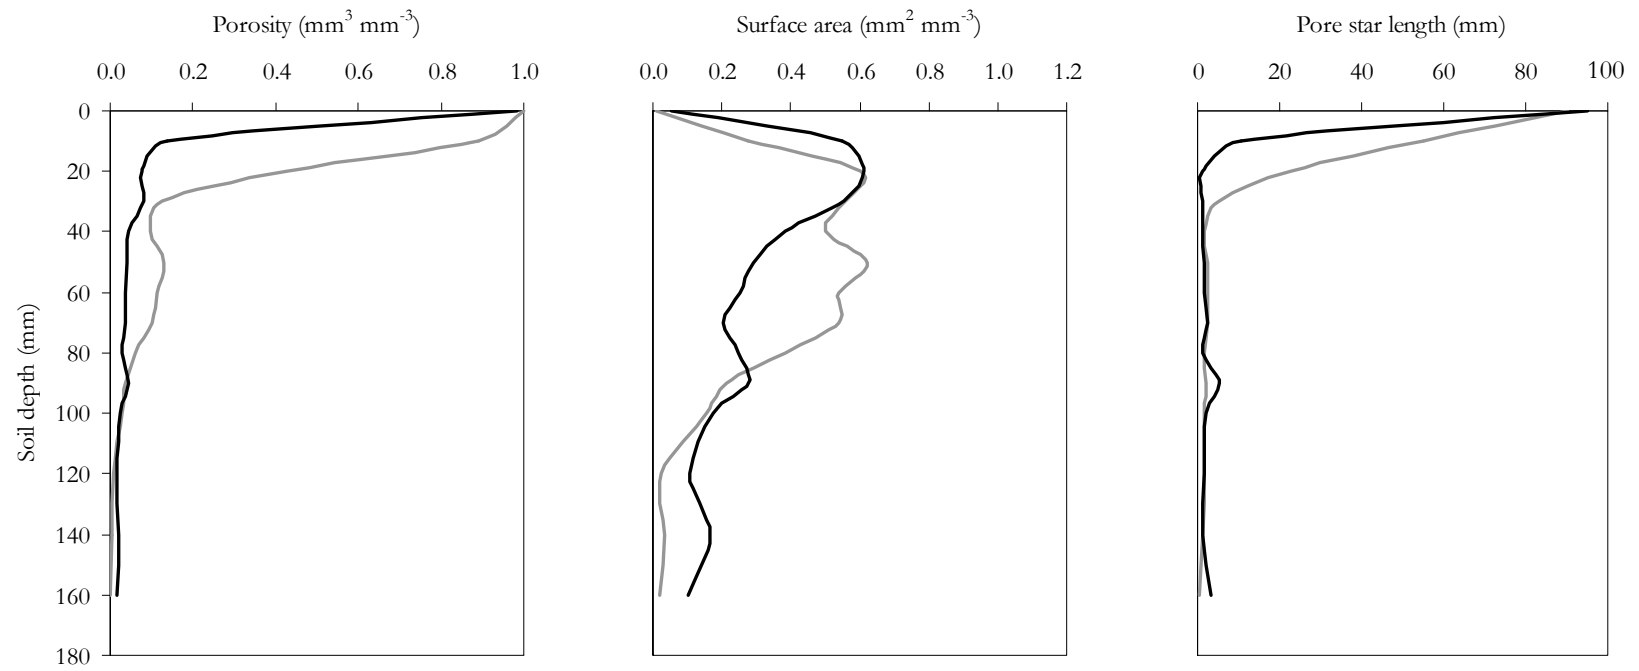 Porosity (mm³ mm⁻³)
0.0 0.2 0.4 0.6 0.8 1.0
Surface area (mm² mm⁻³)
0.0 0.2 0.4 0.6 0.8 1.0 1.2
Pore star length (mm)
0 20 40 60 80 100
Soil depth (mm)
0
20
40
60
80
100
120
140
160
180